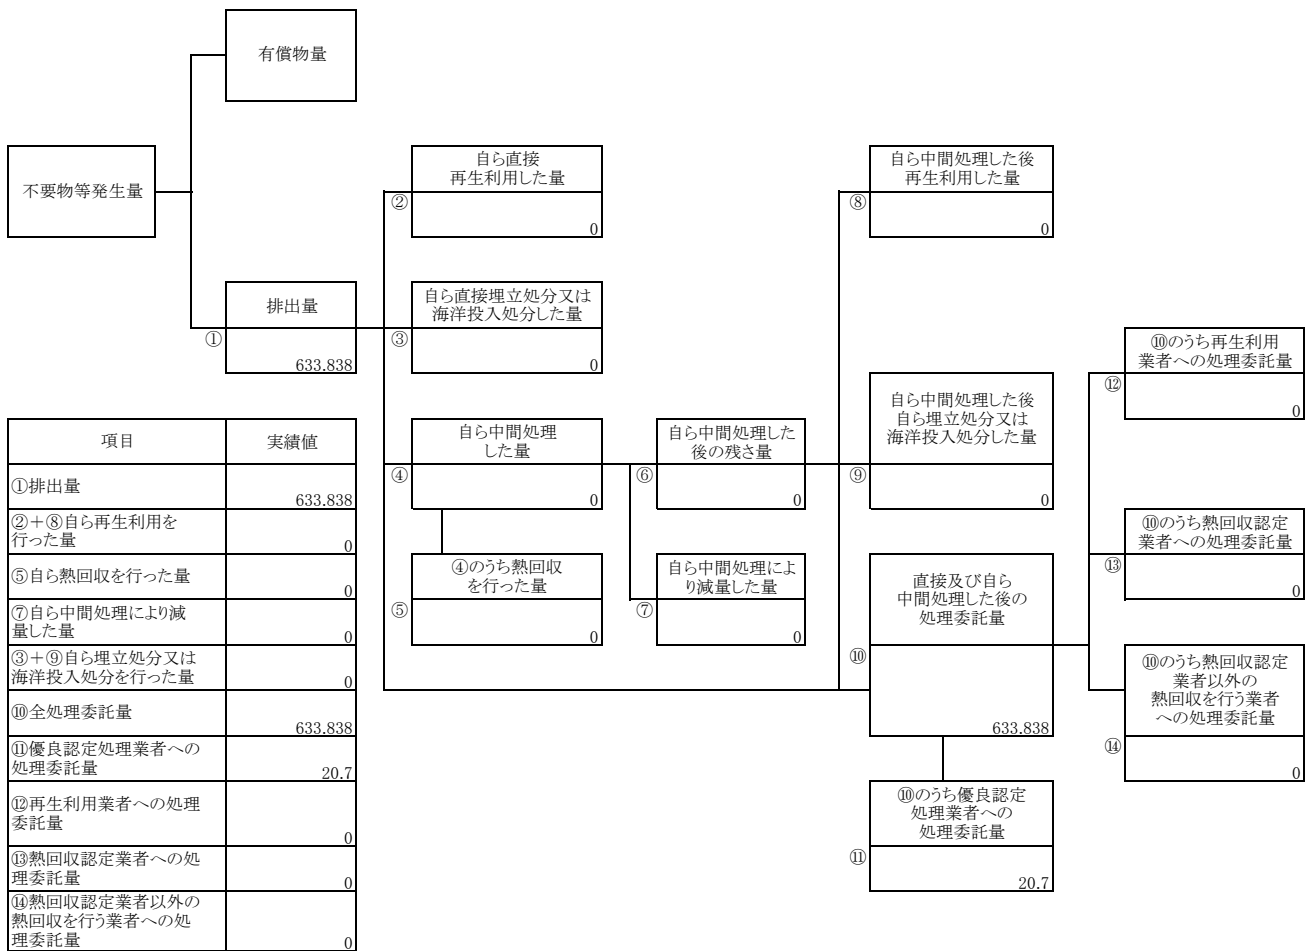 有償物量
不要物等発生量
自ら直接
再生利用した量
②
0
自ら中間処理した後
再生利用した量
⑧
0
排出量
①
633.838
自ら直接埋立処分又は
海洋投入処分した量
③
0
⑩のうち再生利用
業者への処理委託量
⑫
0
自ら中間処理
した量
④
0
自ら中間処理した
後の残さ量
⑥
0
自ら中間処理した後
自ら埋立処分又は
海洋投入処分した量
⑨
0
⑩のうち熱回収認定
業者への処理委託量
⑬
0
④のうち熱回収
を行った量
⑤
0
自ら中間処理によ
り減量した量
⑦
0
直接及び自ら
中間処理した後の
処理委託量
⑩
633.838
⑩のうち熱回収認定
業者以外の
熱回収を行う業者
への処理委託量
⑭
0
⑩のうち優良認定
処理業者への
処理委託量
⑪
20.7
項目
実績値
①排出量
633.838
②＋⑧自ら再生利用を
行った量
0
⑤自ら熱回収を行った量
0
⑦自ら中間処理により減
量した量
0
③＋⑨自ら埋立処分又は
海洋投入処分を行った量
0
⑩全処理委託量
633.838
⑪優良認定処理業者への
処理委託量
20.7
⑫再生利用業者への処理
委託量
0
⑬熱回収認定業者への処
理委託量
0
⑭熱回収認定業者以外の
熱回収を行う業者への処
理委託量
0